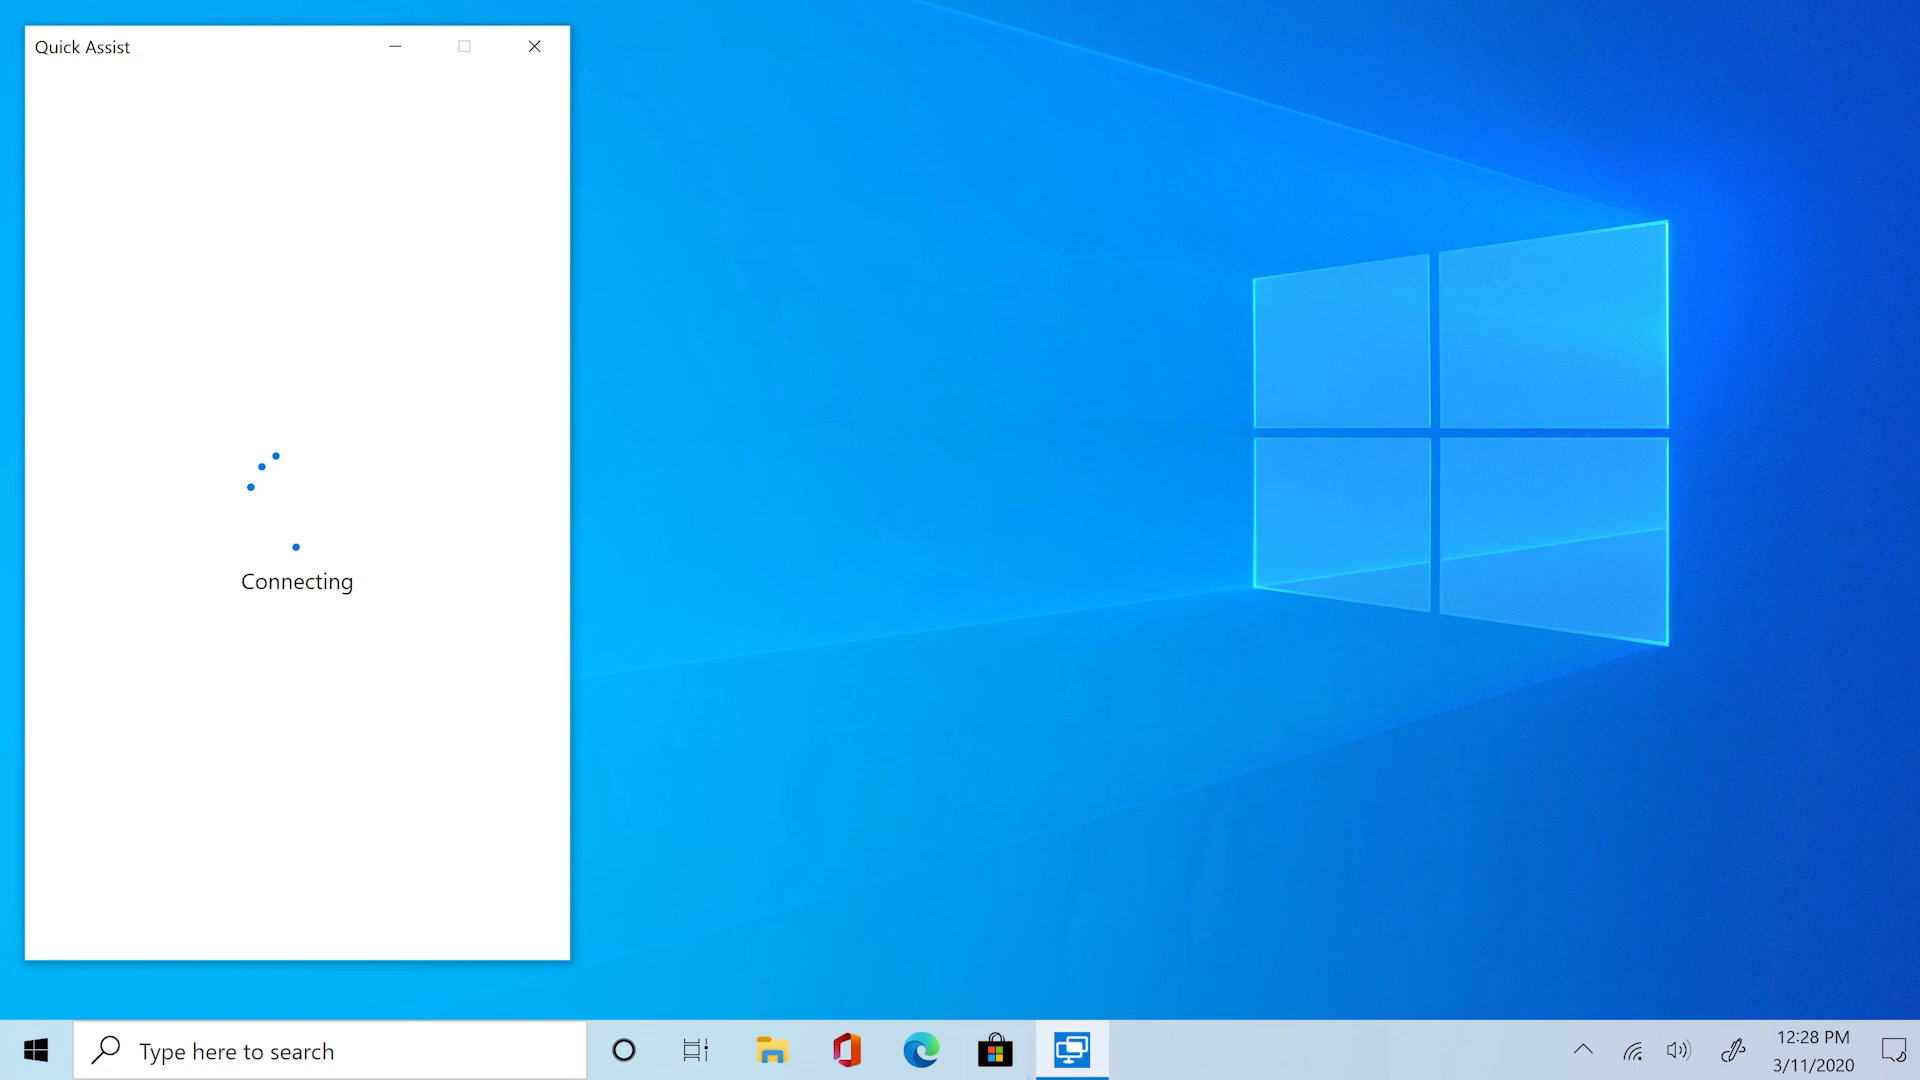 Quick Assist
Connecting
Type here to search
12:28 PM
3/11/2020